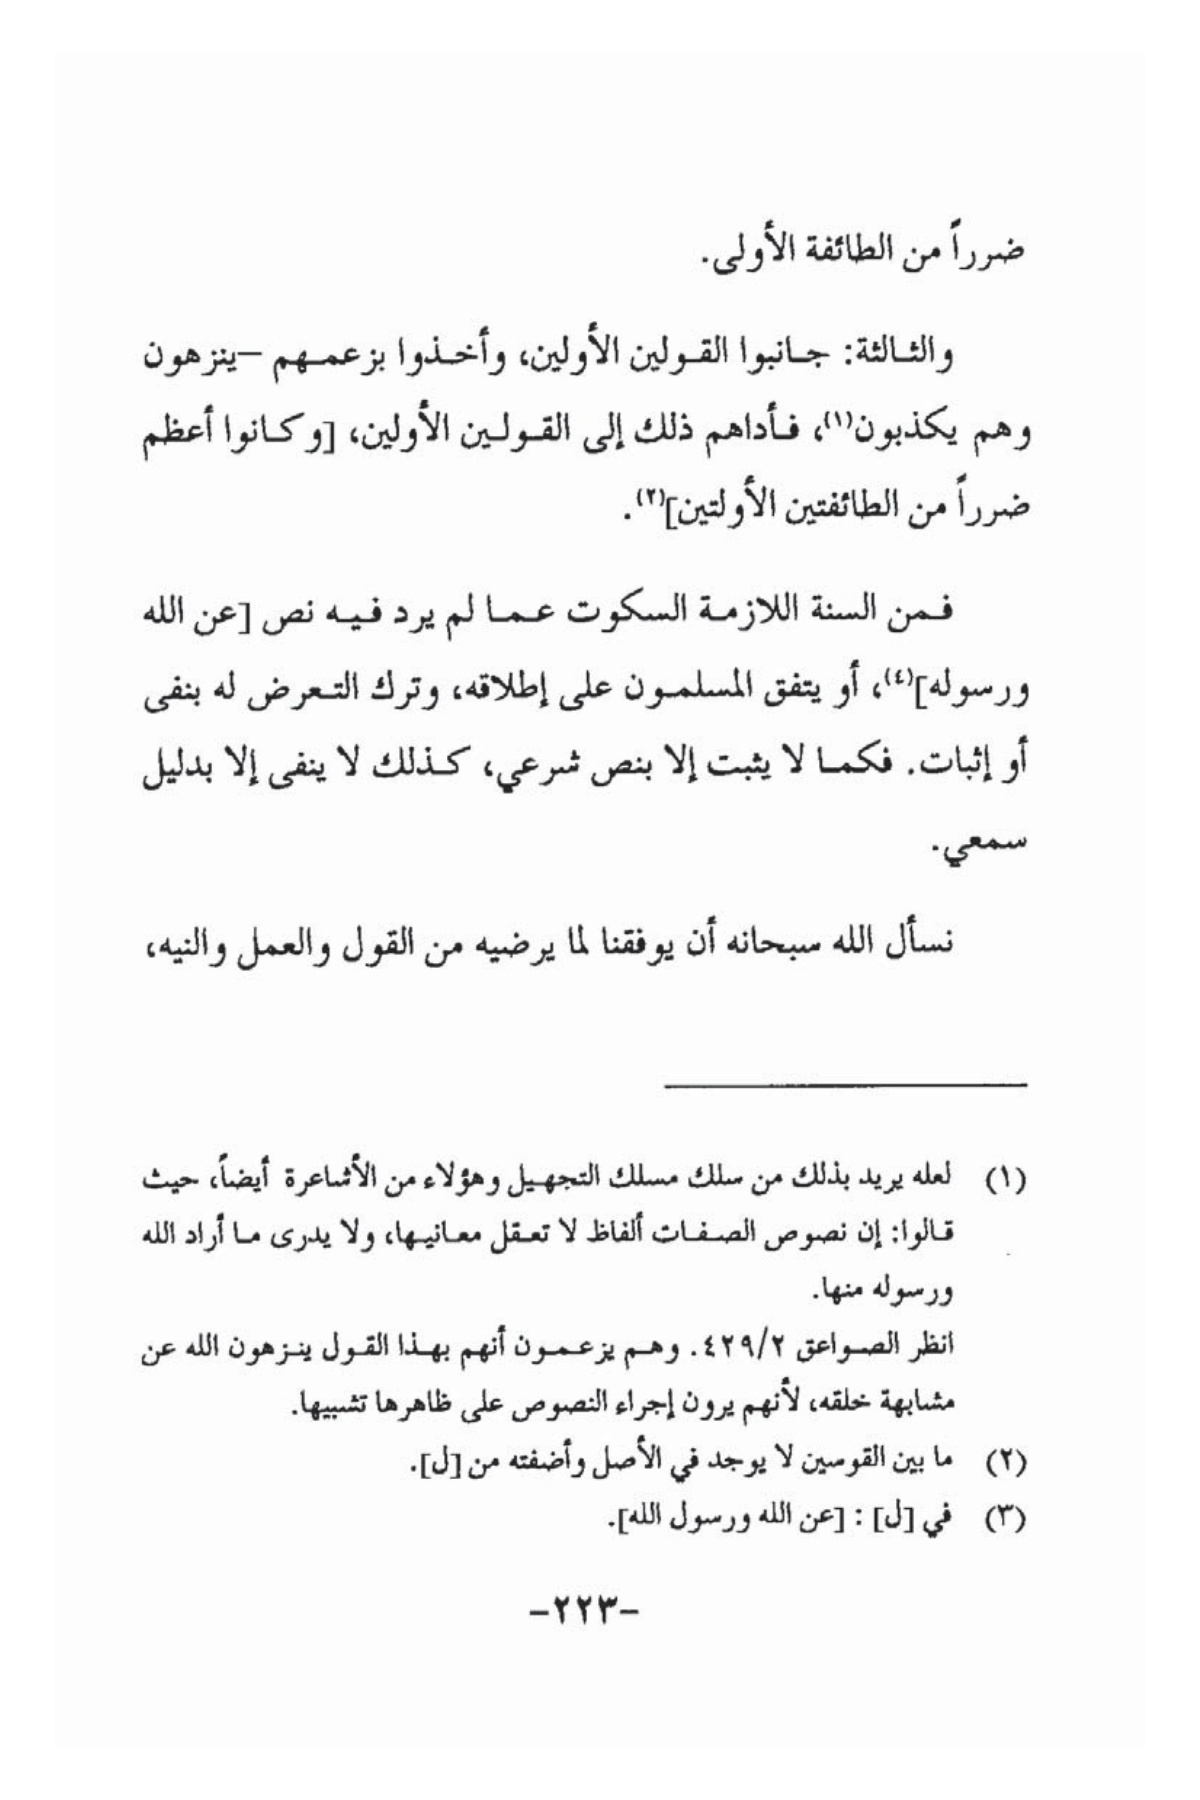 ضرراً من الطائفة الأولى.
والثالثة: جانبوا القولين الأولين، وأخذوا بزعمهم –ينزهون
وهم يكذبون(١)، فأداهم ذلك إلى القولين الأولين، [وكانوا أعظم
ضرراً من الطائفتين الأولتين](٢).
فمن السنة اللازمة السكوت عما لم يرد فيه نص [عن الله
ورسوله](٤)، أو يتفق المسلمون على إطلاقه، وترك التعرض له بنفى
أو إثبات. فكما لا يثبت إلا بنص شرعي، كذلك لا ينفى إلا بدليل
سمعي.
نسأل الله سبحانه أن يوفقنا لما يرضيه من القول والعمل والنيه،
(١) لعله يريد بذلك من سلك مسلك التجهيل وهؤلاء من الأشاعرة أيضاً، حيث
قالوا: إن نصوص الصفات ألفاظ لا تعقل معانيها، ولا يدرى ما أراد الله
ورسوله منها.
انظر الصواعق ٤٢٩/٢. وهم يزعمون أنهم بهذا القول ينزهون الله عن
مشابهة خلقه، لأنهم يرون إجراء النصوص على ظاهرها تشبيها.
(٢) ما بين القوسين لا يوجد في الأصل وأضفته من [ل].
(٣) في [ل] : [عن الله ورسول الله].
-٢٢٣-